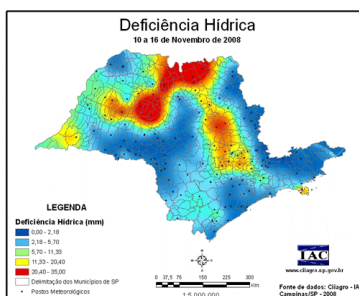 Deficiência Hídrica
10 a 16 de Novembro de 2008
LEGENDA
Deficiência Hídrica (mm)
0,00 - 2,18
2,18 - 5,70
5,70 - 11,33
11,33 - 20,40
20,40 - 35,00
Delimitação dos Municípios de SP
Postos Meteorológicos
0 37,5 75 150 225 300
Km
1:5.000.000
IAC
www.ciiagro.sp.gov.br
Fonte de dados: Ciiagro - IA
Campinas/SP - 2008